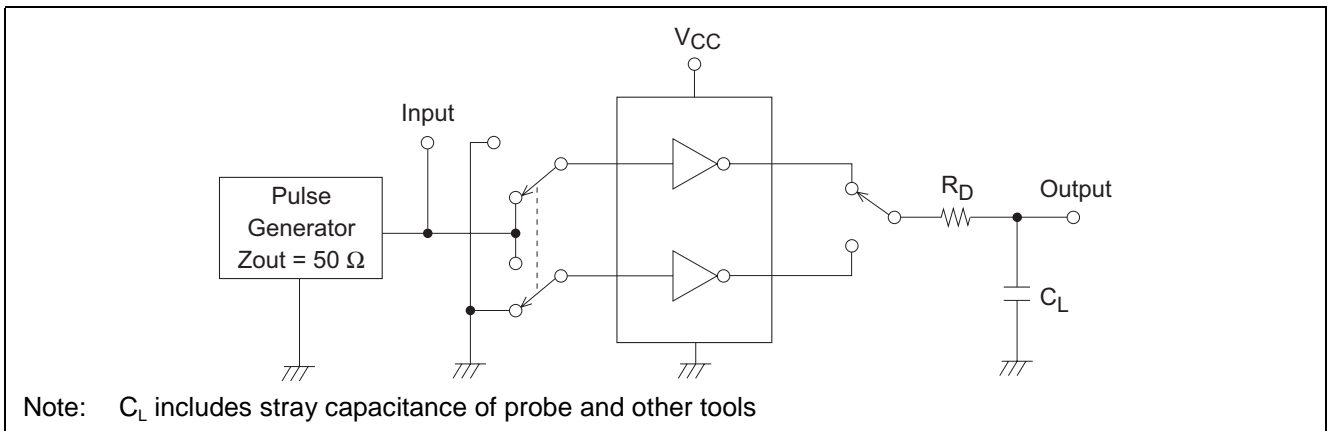 VCC
Input
Pulse
Generator
Zout = 50 Ω
RD
Output
CL
Note: CL includes stray capacitance of probe and other tools